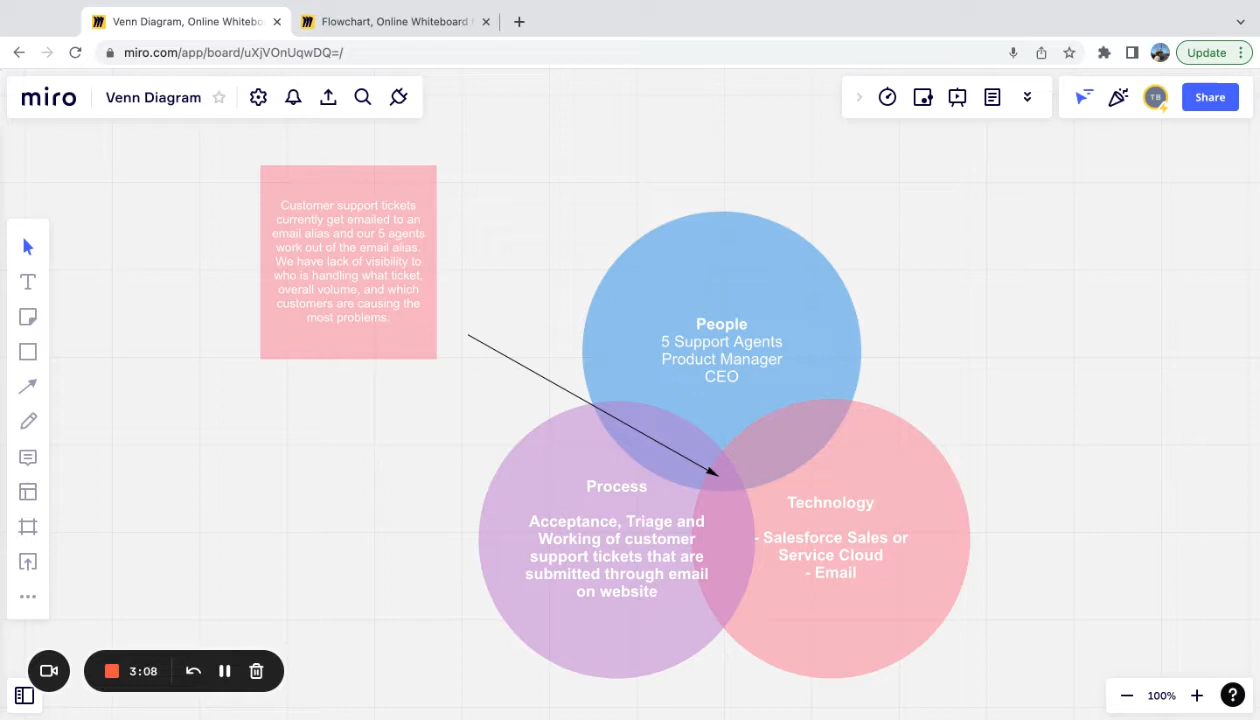 Venn Diagram, Online Whiteboa
Flowchart, Online Whiteboard
miro.com/app/board/uXjVOnUqwDQ=/
Update
miro
Venn Diagram
TB
Share
Customer support tickets
currently get emailed to an
email alias and our 5 agents
work out of the email alias.
We have lack of visibility to
who is handling what ticket,
overall volume, and which
customers are causing the
most problems.
People
5 Support Agents
Product Manager
CEO
Process
Acceptance, Triage and
Working of customer
support tickets that are
submitted through email
on website
Technology
- Salesforce Sales or
Service Cloud
- Email
3:08
100%